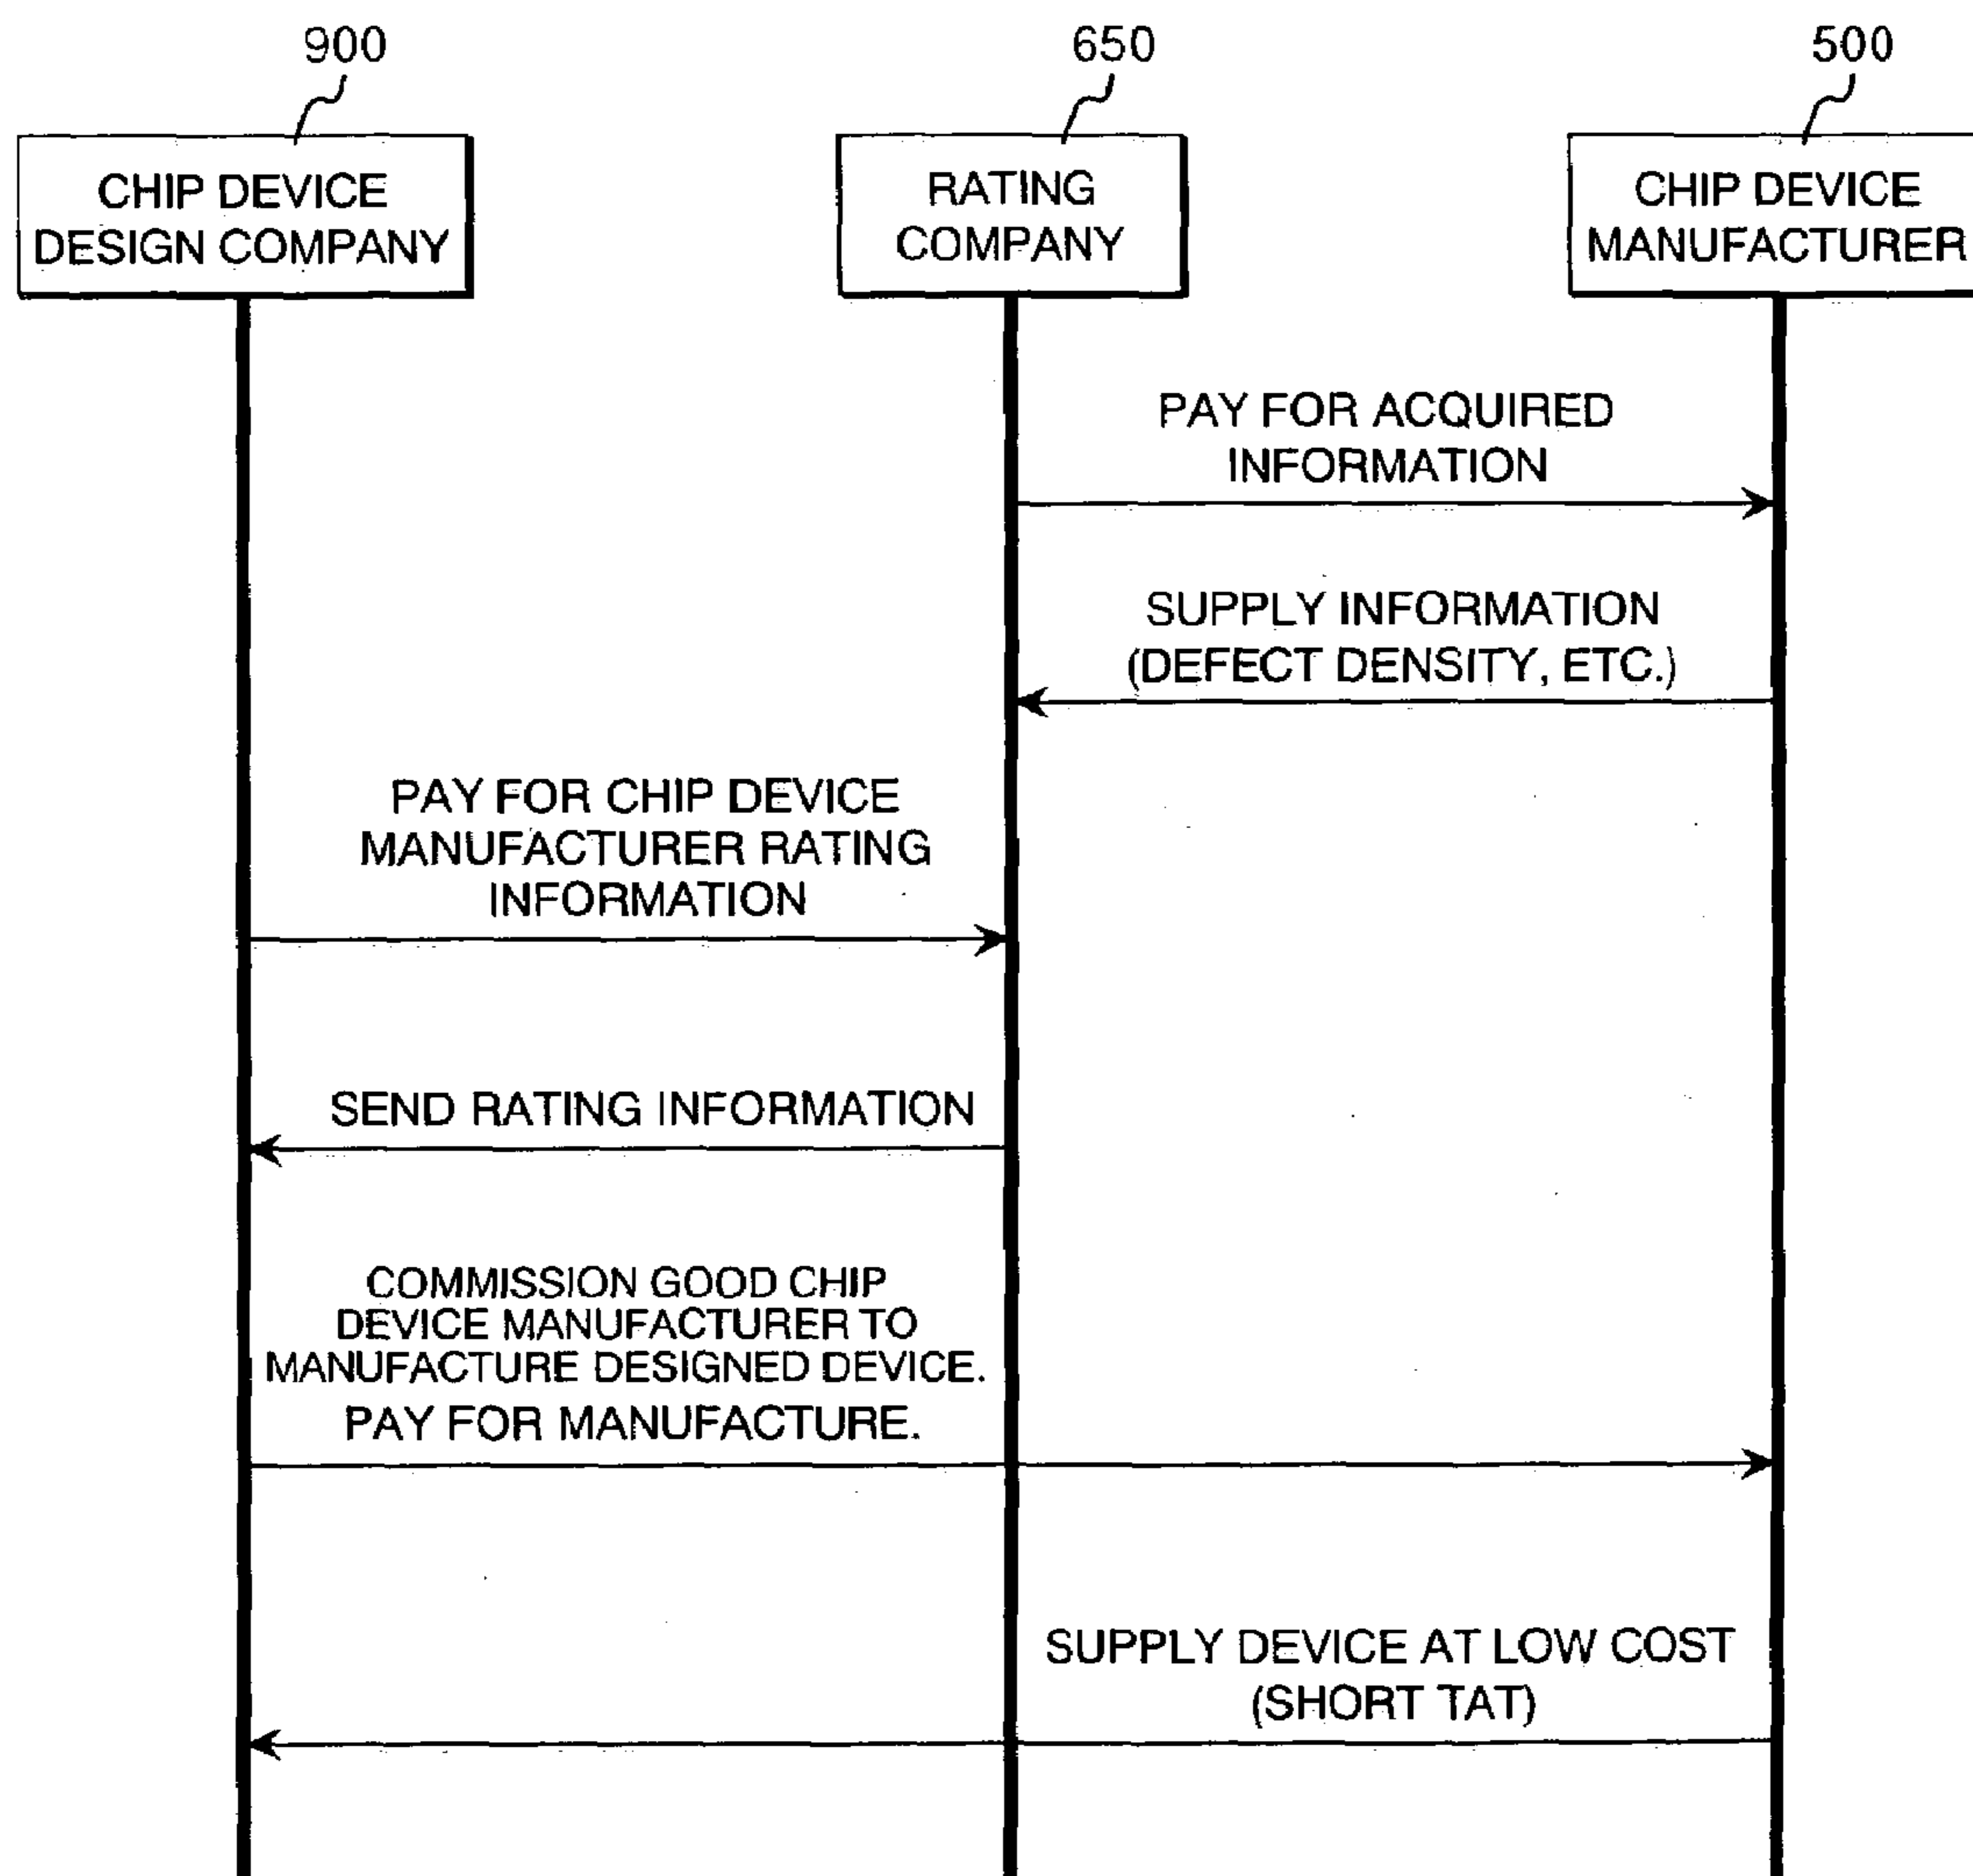 900
650
500
CHIP DEVICE
DESIGN COMPANY
RATING
COMPANY
CHIP DEVICE
MANUFACTURER
PAY FOR ACQUIRED
INFORMATION
SUPPLY INFORMATION
(DEFECT DENSITY, ETC.)
PAY FOR CHIP DEVICE
MANUFACTURER RATING
INFORMATION
SEND RATING INFORMATION
COMMISSION GOOD CHIP
DEVICE MANUFACTURER TO
MANUFACTURE DESIGNED DEVICE.
PAY FOR MANUFACTURE.
SUPPLY DEVICE AT LOW COST
(SHORT TAT)